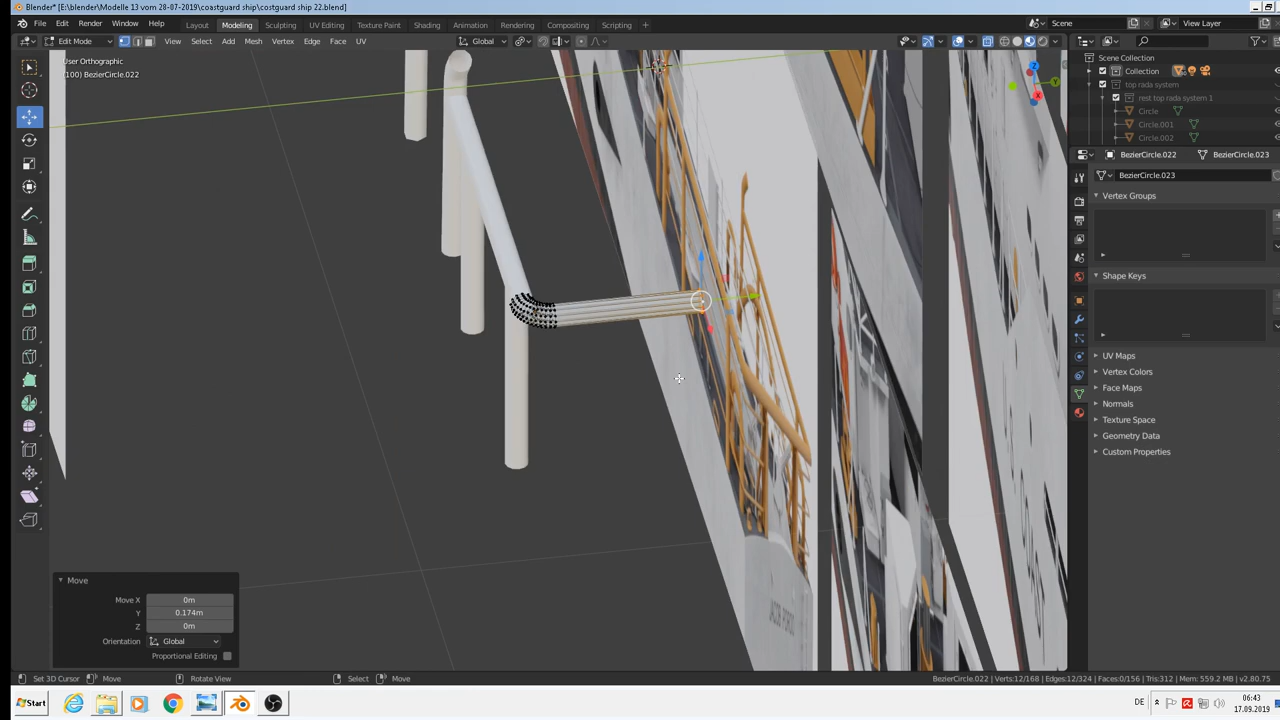 Blender* [E:\blender\Modelle 13 vom 28-07-2019\coastguard ship\costguard ship 22.blend]
File Edit Render Window Help Layout Modeling Sculpting UV Editing Texture Paint Shading Animation Rendering Compositing Scripting + Scene View Layer
Edit Mode View Select Add Mesh Vertex Edge Face UV Global
User Orthographic
(100) BezierCircle.022
Scene Collection
Collection
top rada system
rest top rada system 1
Circle
Circle.001
Circle.002
BezierCircle.022 BezierCircle.023
BezierCircle.023
Vertex Groups
Shape Keys
UV Maps
Vertex Colors
Face Maps
Normals
Texture Space
Geometry Data
Custom Properties
Move
Move X 0m
Y 0.174m
Z 0m
Orientation Global
Proportional Editing
Set 3D Cursor Move Rotate View Select Move BezierCircle.022 | Verts:12/168 | Edges:12/324 | Faces:0/156 | Tris:312 | Mem: 559.2 MB | v2.80.75
Start DE 06:43
17.09.2019